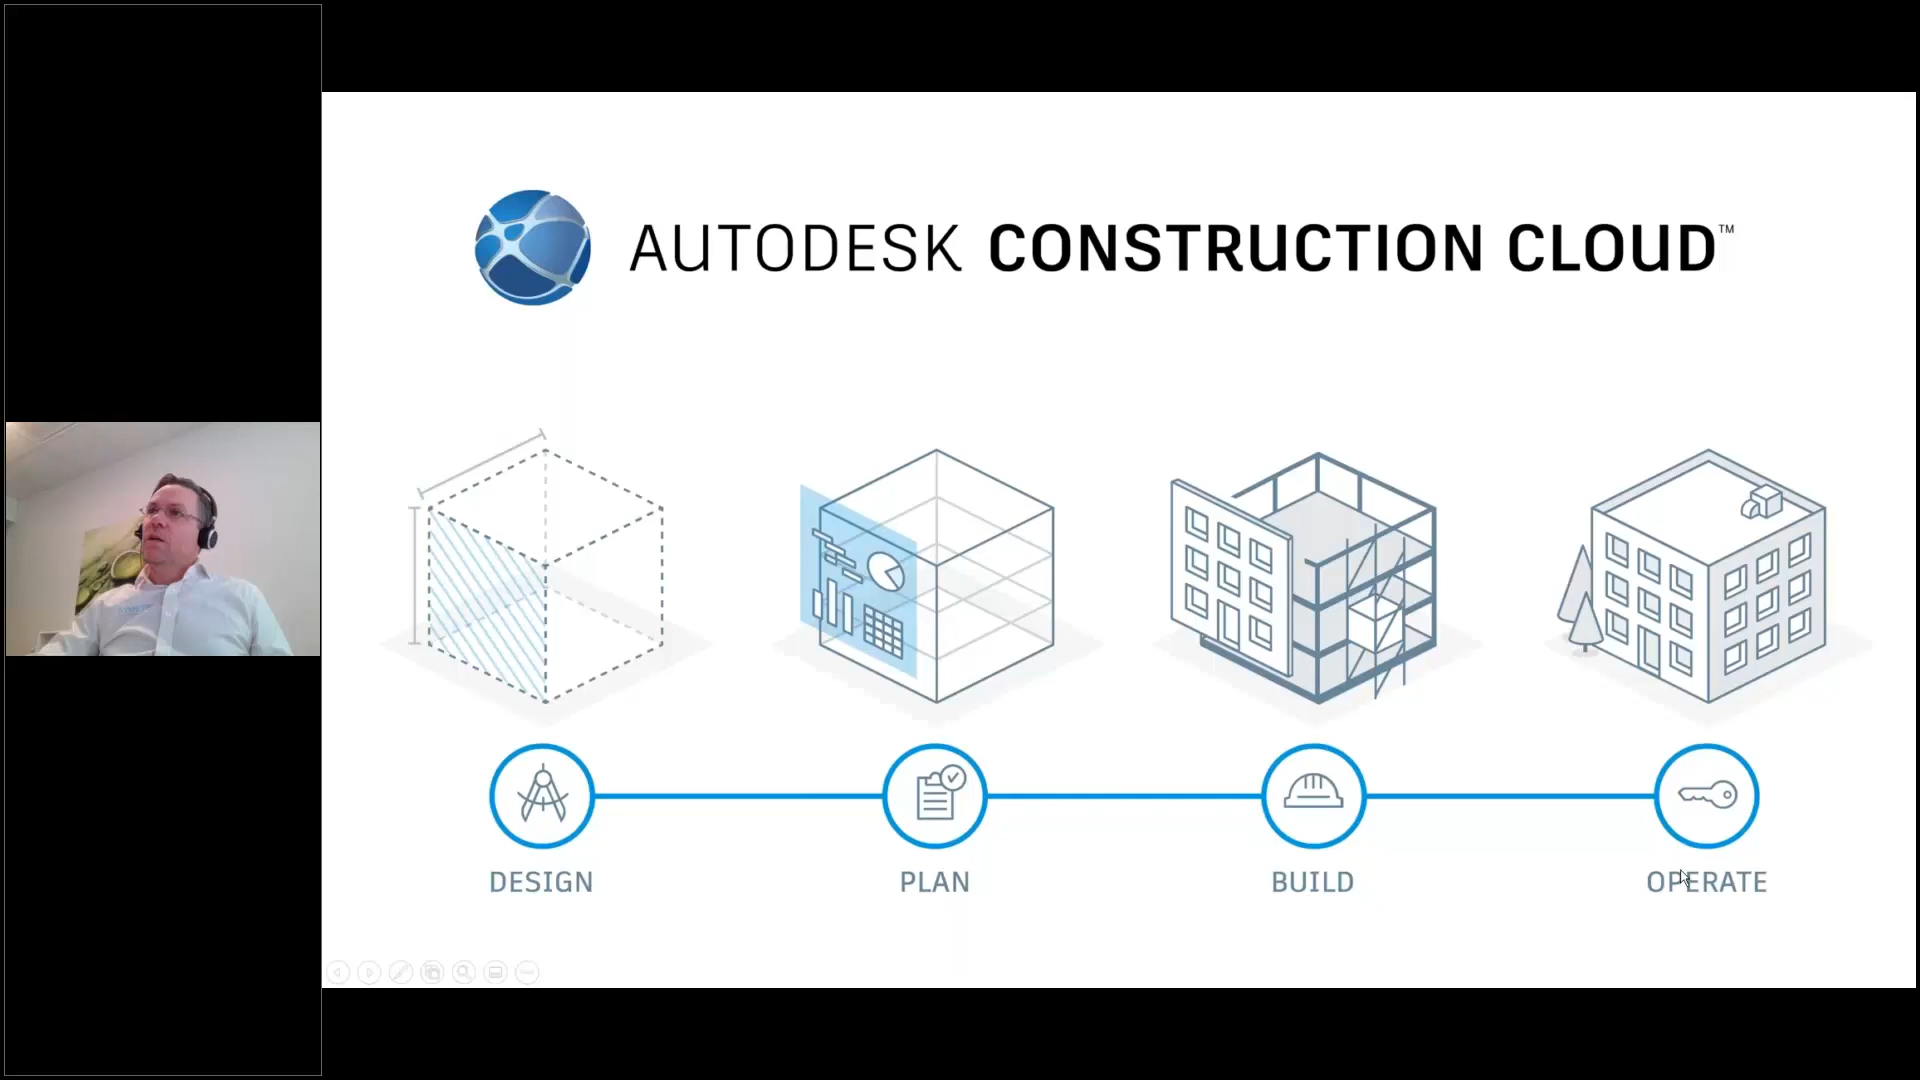 AUTODESK CONSTRUCTION CLOUD™
DESIGN
PLAN
BUILD
OPERATE